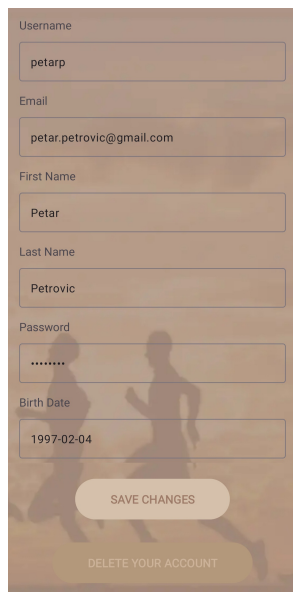 Username
petarp
Email
petar.petrovic@gmail.com
First Name
Petar
Last Name
Petrovic
Password
••••••••
Birth Date
1997-02-04
SAVE CHANGES
DELETE YOUR ACCOUNT